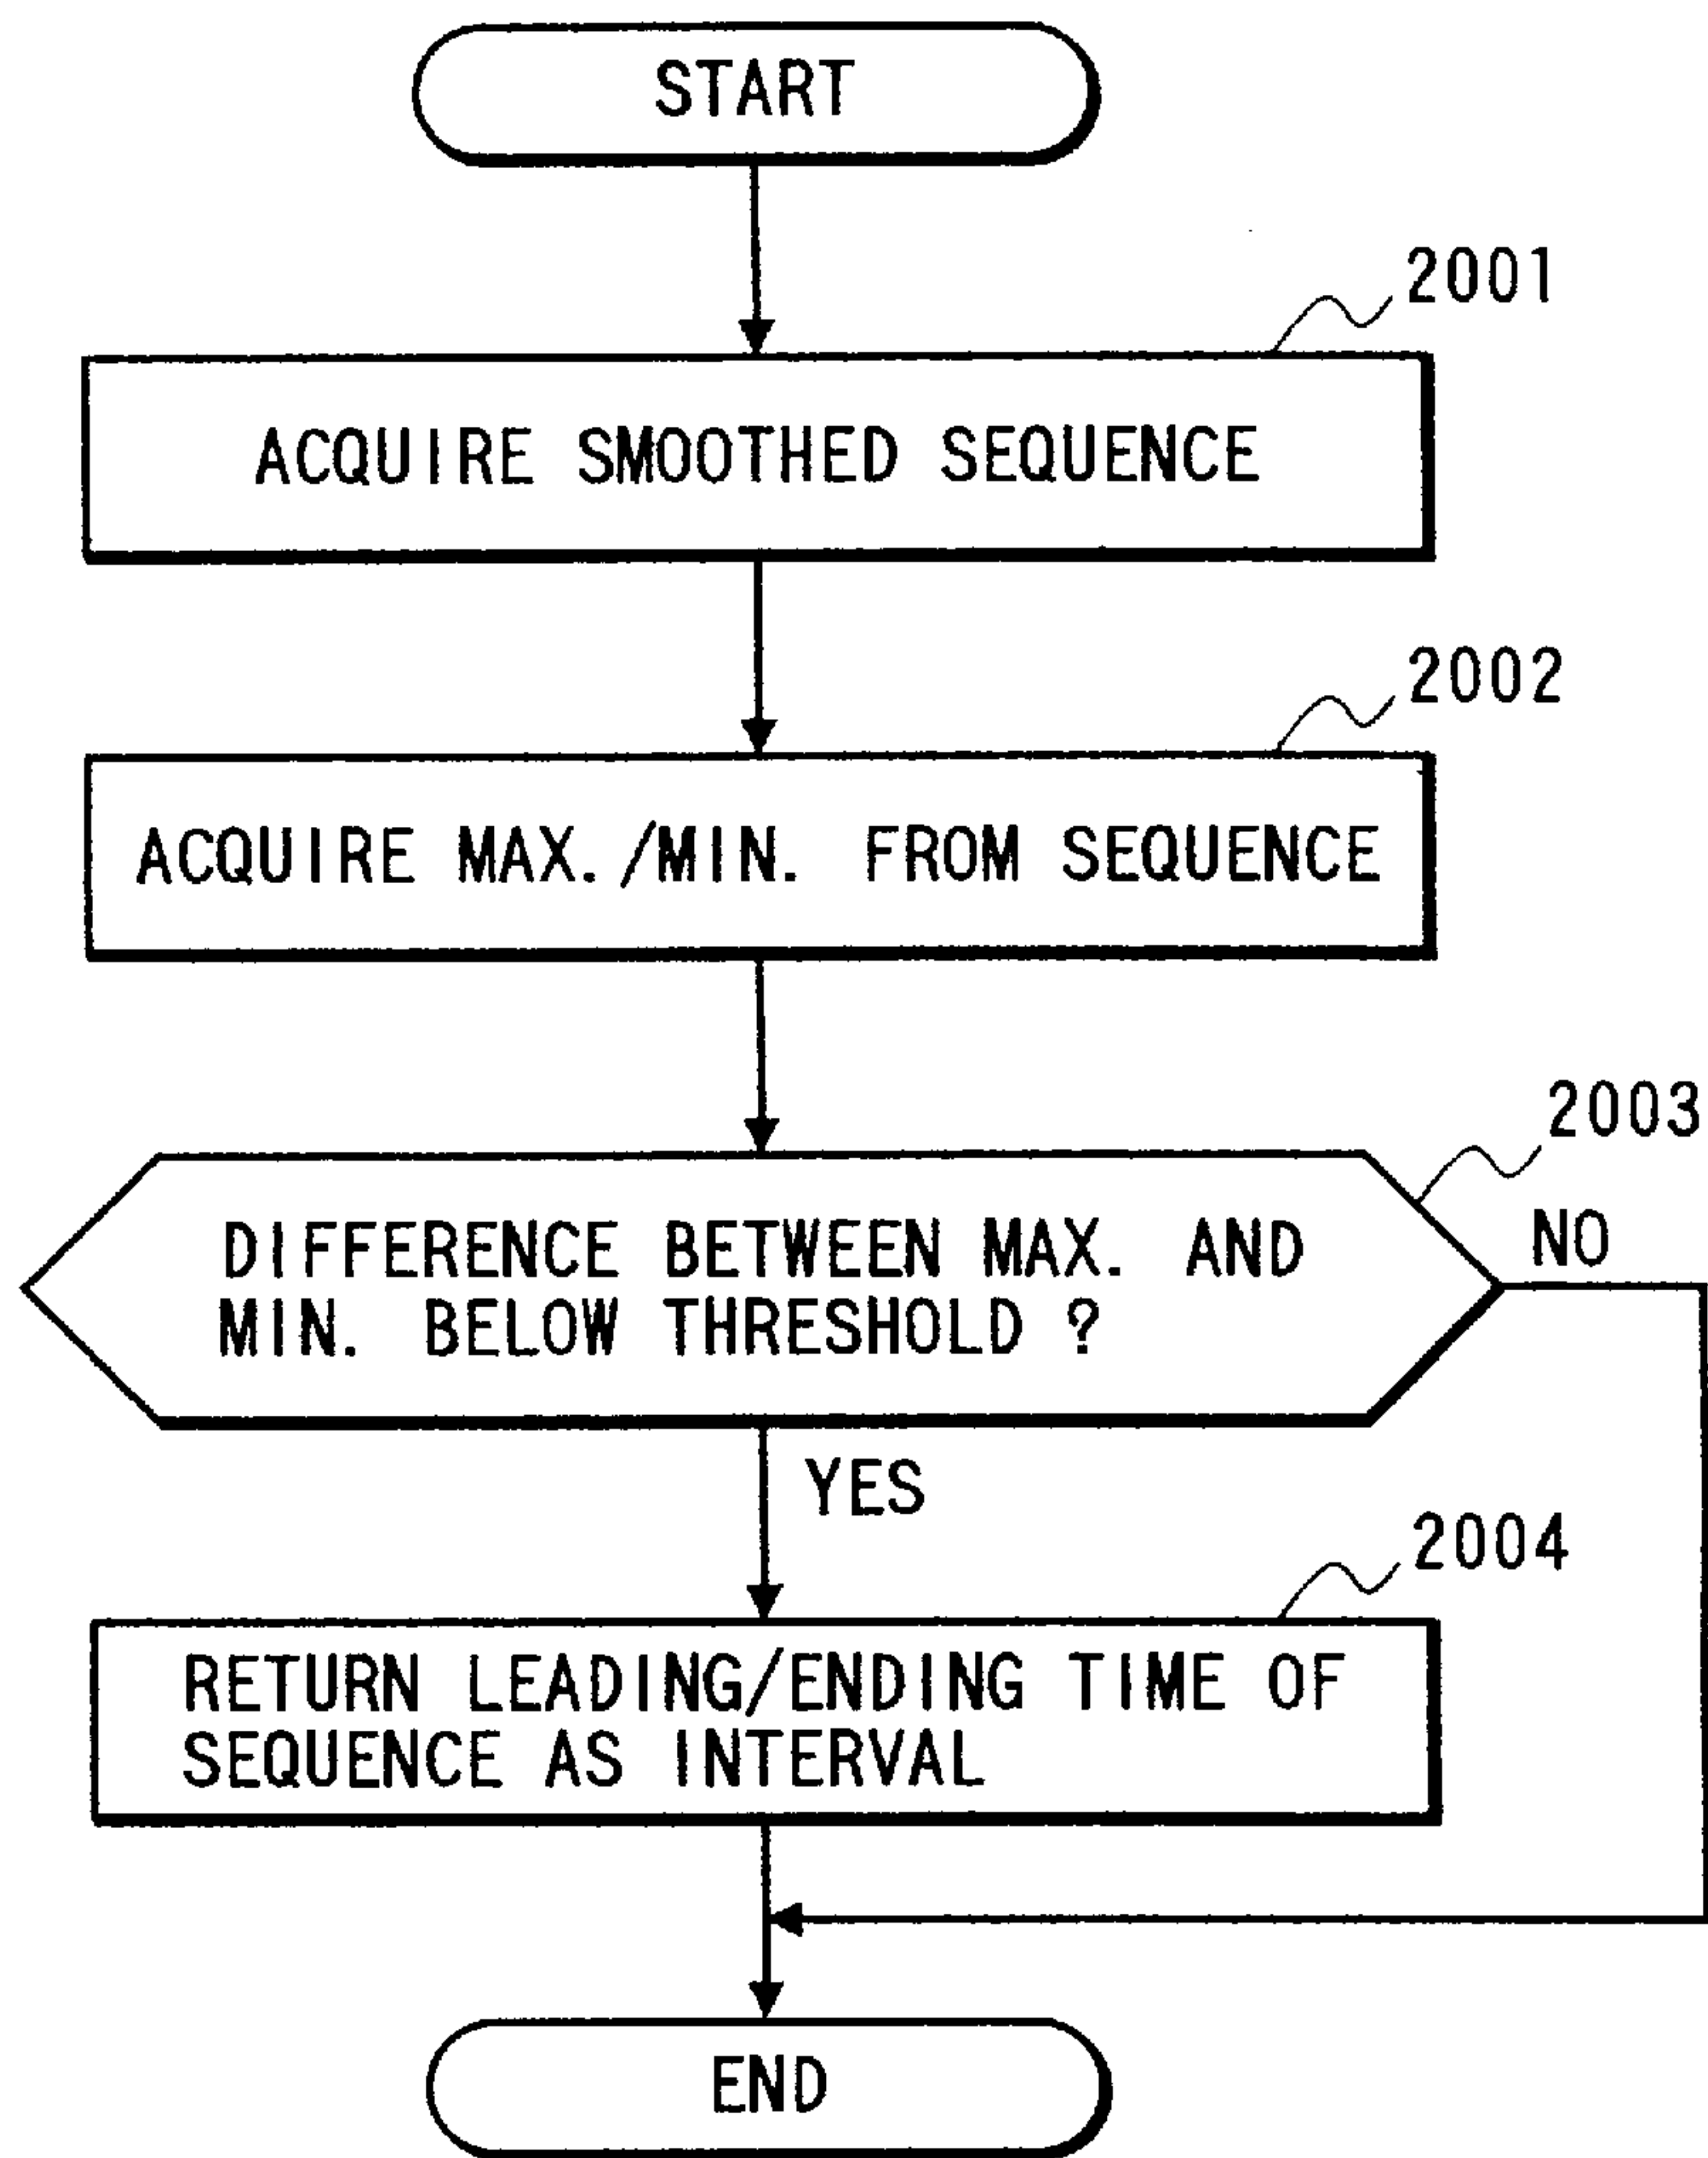 START
2001
ACQUIRE SMOOTHED SEQUENCE
2002
ACQUIRE MAX./MIN. FROM SEQUENCE
2003
DIFFERENCE BETWEEN MAX. AND
MIN. BELOW THRESHOLD ?
NO
YES
2004
RETURN LEADING/ENDING TIME OF
SEQUENCE AS INTERVAL
END